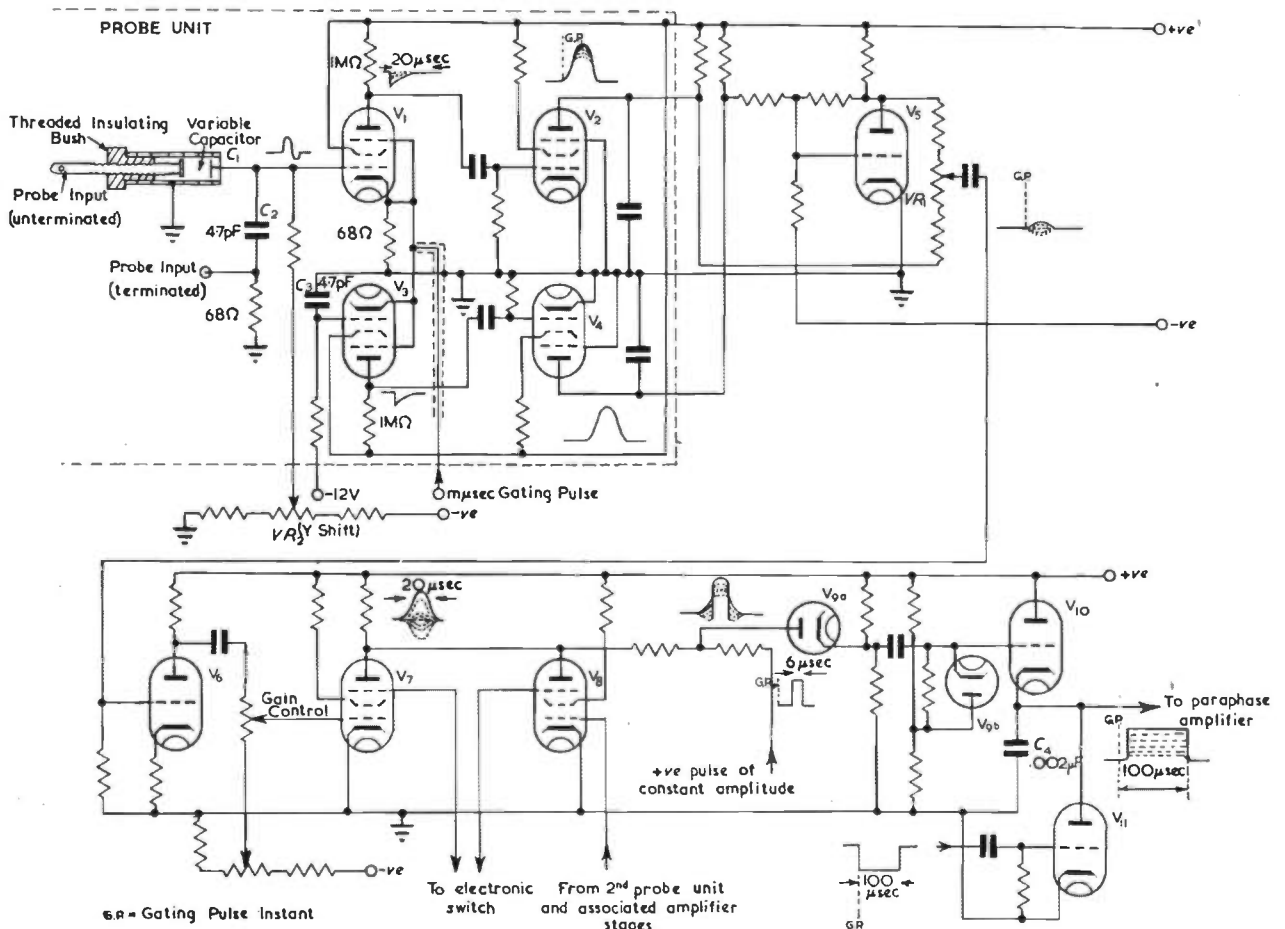 PROBE UNIT
+ve
G.P.
1MΩ
20μsec
V1
V2
V5
Threaded Insulating
Bush
Variable
Capacitor
C1
Probe Input
(unterminated)
C2
47pF
68Ω
VR1
G.P.
Probe Input
(terminated)
C3 47pF
V3
V4
68Ω
-ve
1MΩ
-12V
mμsec Gating Pulse
-ve
VR2 (Y Shift)
20μsec
+ve
V9a
V10
V6
V7
V8
6μsec
G.P.
Gain
Control
V9b
To paraphase
amplifier
G.P.
C4
.002μF
100μsec
+ve pulse of
constant amplitude
V11
-ve
To electronic
switch
From 2nd probe unit
and associated amplifier
stages
100
μsec
G.P.
G.P.= Gating Pulse Instant